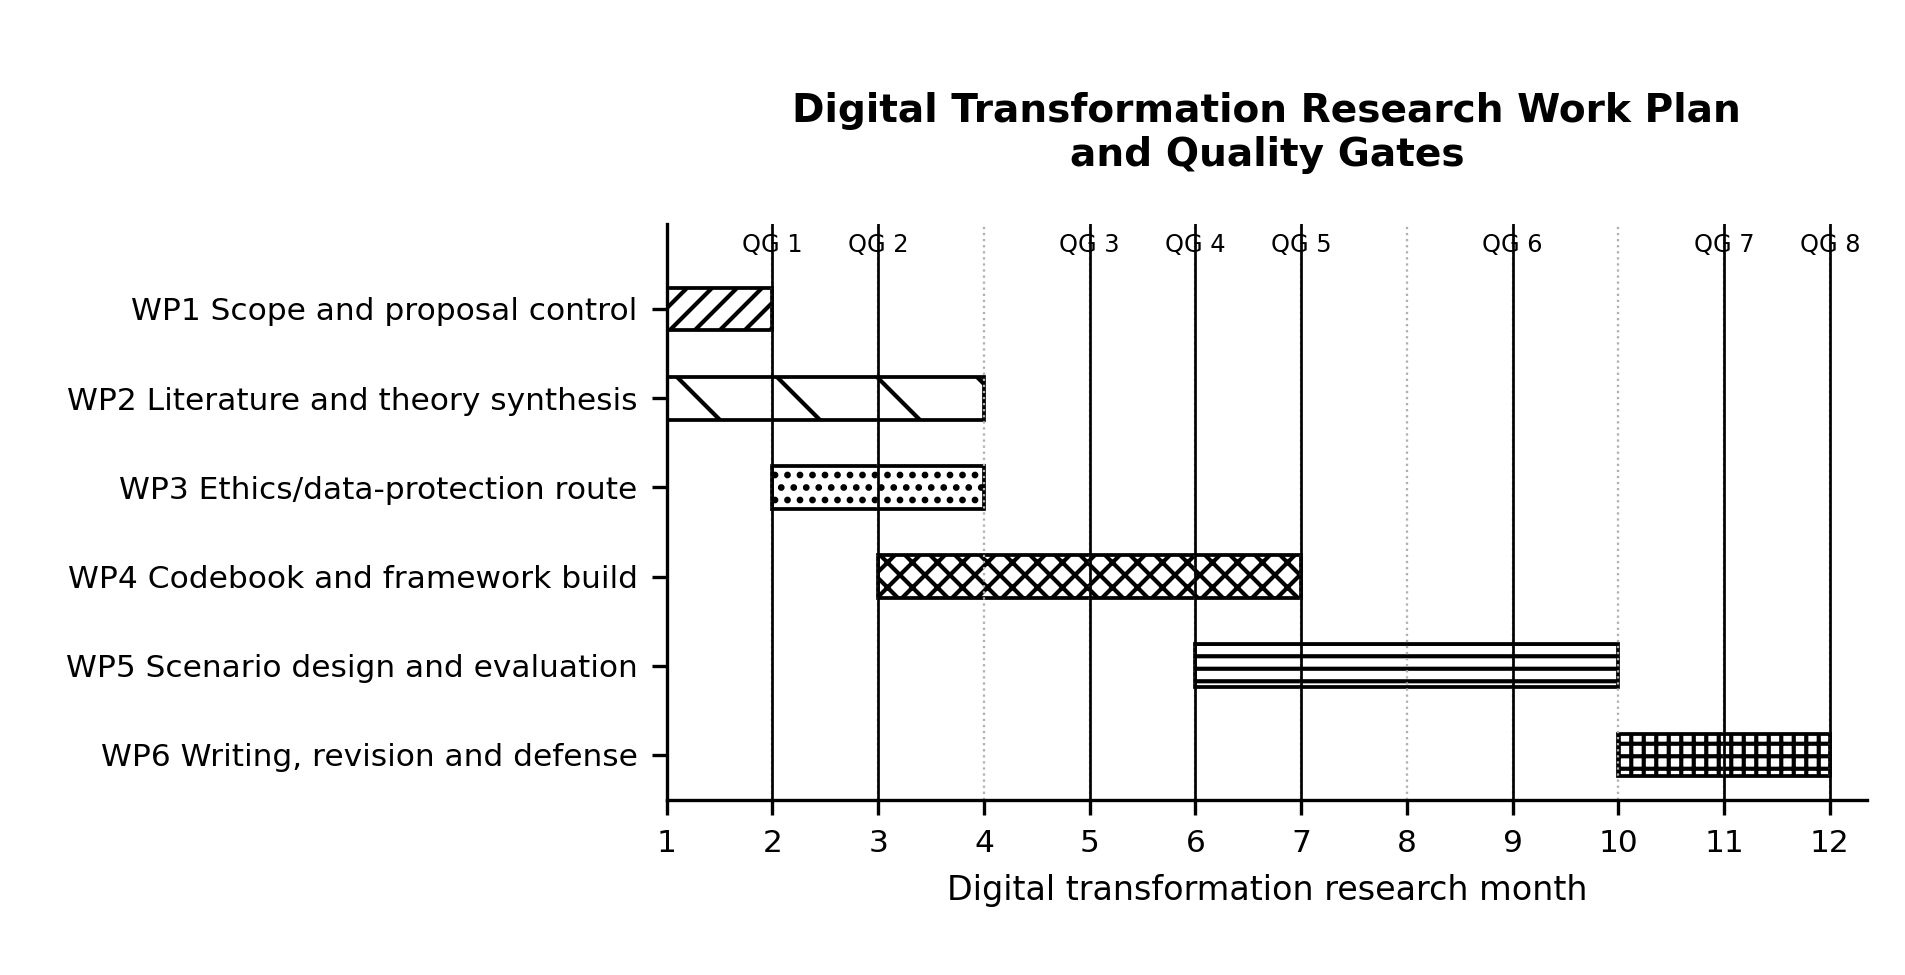 Digital Transformation Research Work Plan
and Quality Gates
QG 1 QG 2 QG 3 QG 4 QG 5 QG 6 QG 7 QG 8
WP1 Scope and proposal control
WP2 Literature and theory synthesis
WP3 Ethics/data-protection route
WP4 Codebook and framework build
WP5 Scenario design and evaluation
WP6 Writing, revision and defense
1 2 3 4 5 6 7 8 9 10 11 12
Digital transformation research month